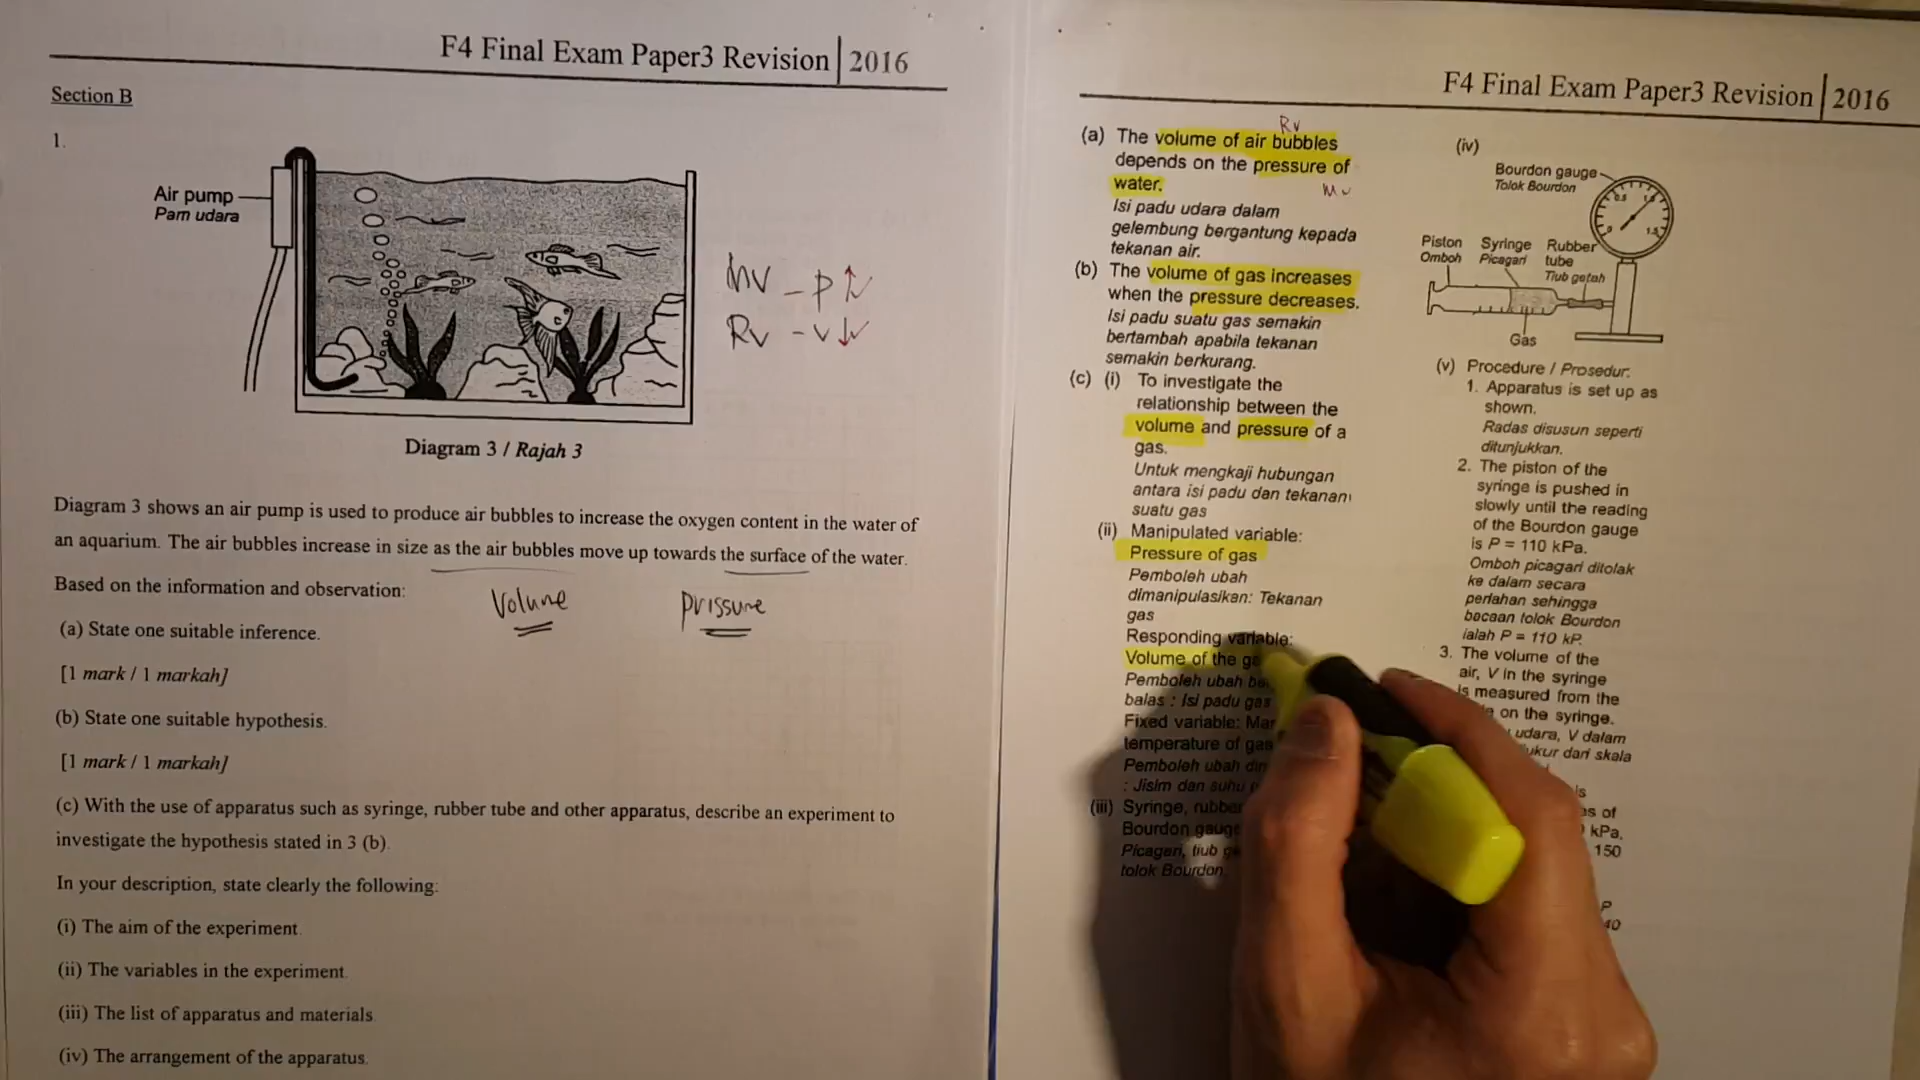 F4 Final Exam Paper3 Revision 2016
Section B
1.
Air pump
Pam udara
MV - P ↑
RV - V ↓
Diagram 3 / Rajah 3
Diagram 3 shows an air pump is used to produce air bubbles to increase the oxygen content in the water of
an aquarium. The air bubbles increase in size as the air bubbles move up towards the surface of the water.
Based on the information and observation:
Volume
pressure
(a) State one suitable inference.
[1 mark / 1 markah]
(b) State one suitable hypothesis.
[1 mark / 1 markah]
(c) With the use of apparatus such as syringe, rubber tube and other apparatus, describe an experiment to
investigate the hypothesis stated in 3 (b).
In your description, state clearly the following:
(i) The aim of the experiment.
(ii) The variables in the experiment.
(iii) The list of apparatus and materials
(iv) The arrangement of the apparatus.
F4 Final Exam Paper3 Revision 2016
RV
(a) The volume of air bubbles
depends on the pressure of
water.
MV
Isi padu udara dalam
gelembung bergantung kepada
tekanan air.
(b) The volume of gas increases
when the pressure decreases.
Isi padu suatu gas semakin
bertambah apabila tekanan
semakin berkurang.
(c) (i) To investigate the
relationship between the
volume and pressure of a
gas.
Untuk mengkaji hubungan
antara isi padu dan tekanan
suatu gas
(ii) Manipulated variable:
Pressure of gas
Pemboleh ubah
dimanipulasikan: Tekanan
gas
Responding variable:
Volume of the
Pemboleh ubah
balas : Isi padu gas
Fixed variable:
temperature of gas
Pemboleh ubah
: Jisim dan suhu
(iii) Syringe, rubber
Bourdon gauge
Picagari, tiub
tolok Bourdon.
(iv)
Bourdon gauge
Tolok Bourdon
Piston Syringe Rubber
Omboh Picagari tube
Tiub getah
0.5
Gas
(v) Procedure / Prosedur:
1. Apparatus is set up as
shown.
Radas disusun seperti
ditunjukkan.
2. The piston of the
syringe is pushed in
slowly until the reading
of the Bourdon gauge
is P = 110 kPa.
Omboh picagari ditolak
ke dalam secara
perlahan sehingga
bacaan tolok Bourdon
ialah P = 110 kP.
3. The volume of the
air, V in the syringe
is measured from the
on the syringe.
udara, V dalam
dari skala
as of
kPa,
150
P